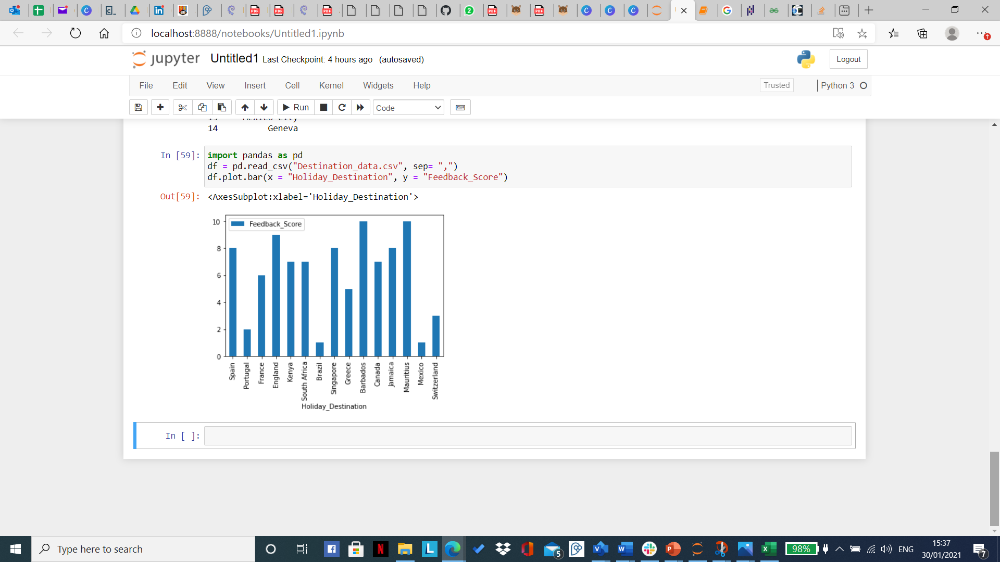 localhost:8888/notebooks/Untitled1.ipynb
jupyter Untitled1 Last Checkpoint: 4 hours ago (autosaved)
Logout
File Edit View Insert Cell Kernel Widgets Help
Trusted Python 3
Run Code
14 Geneva
In [59]:
import pandas as pd
df = pd.read_csv("Destination_data.csv", sep= ",")
df.plot.bar(x = "Holiday_Destination", y = "Feedback_Score")
Out[59]: <AxesSubplot:xlabel='Holiday_Destination'>
Feedback_Score
10
8
6
4
2
0
Spain
Portugal
France
England
Kenya
South Africa
Brazil
Singapore
Greece
Barbados
Canada
Jamaica
Mauritius
Mexico
Switzerland
Holiday_Destination
In [ ]:
Type here to search
98%
ENG
15:37
30/01/2021
5
7